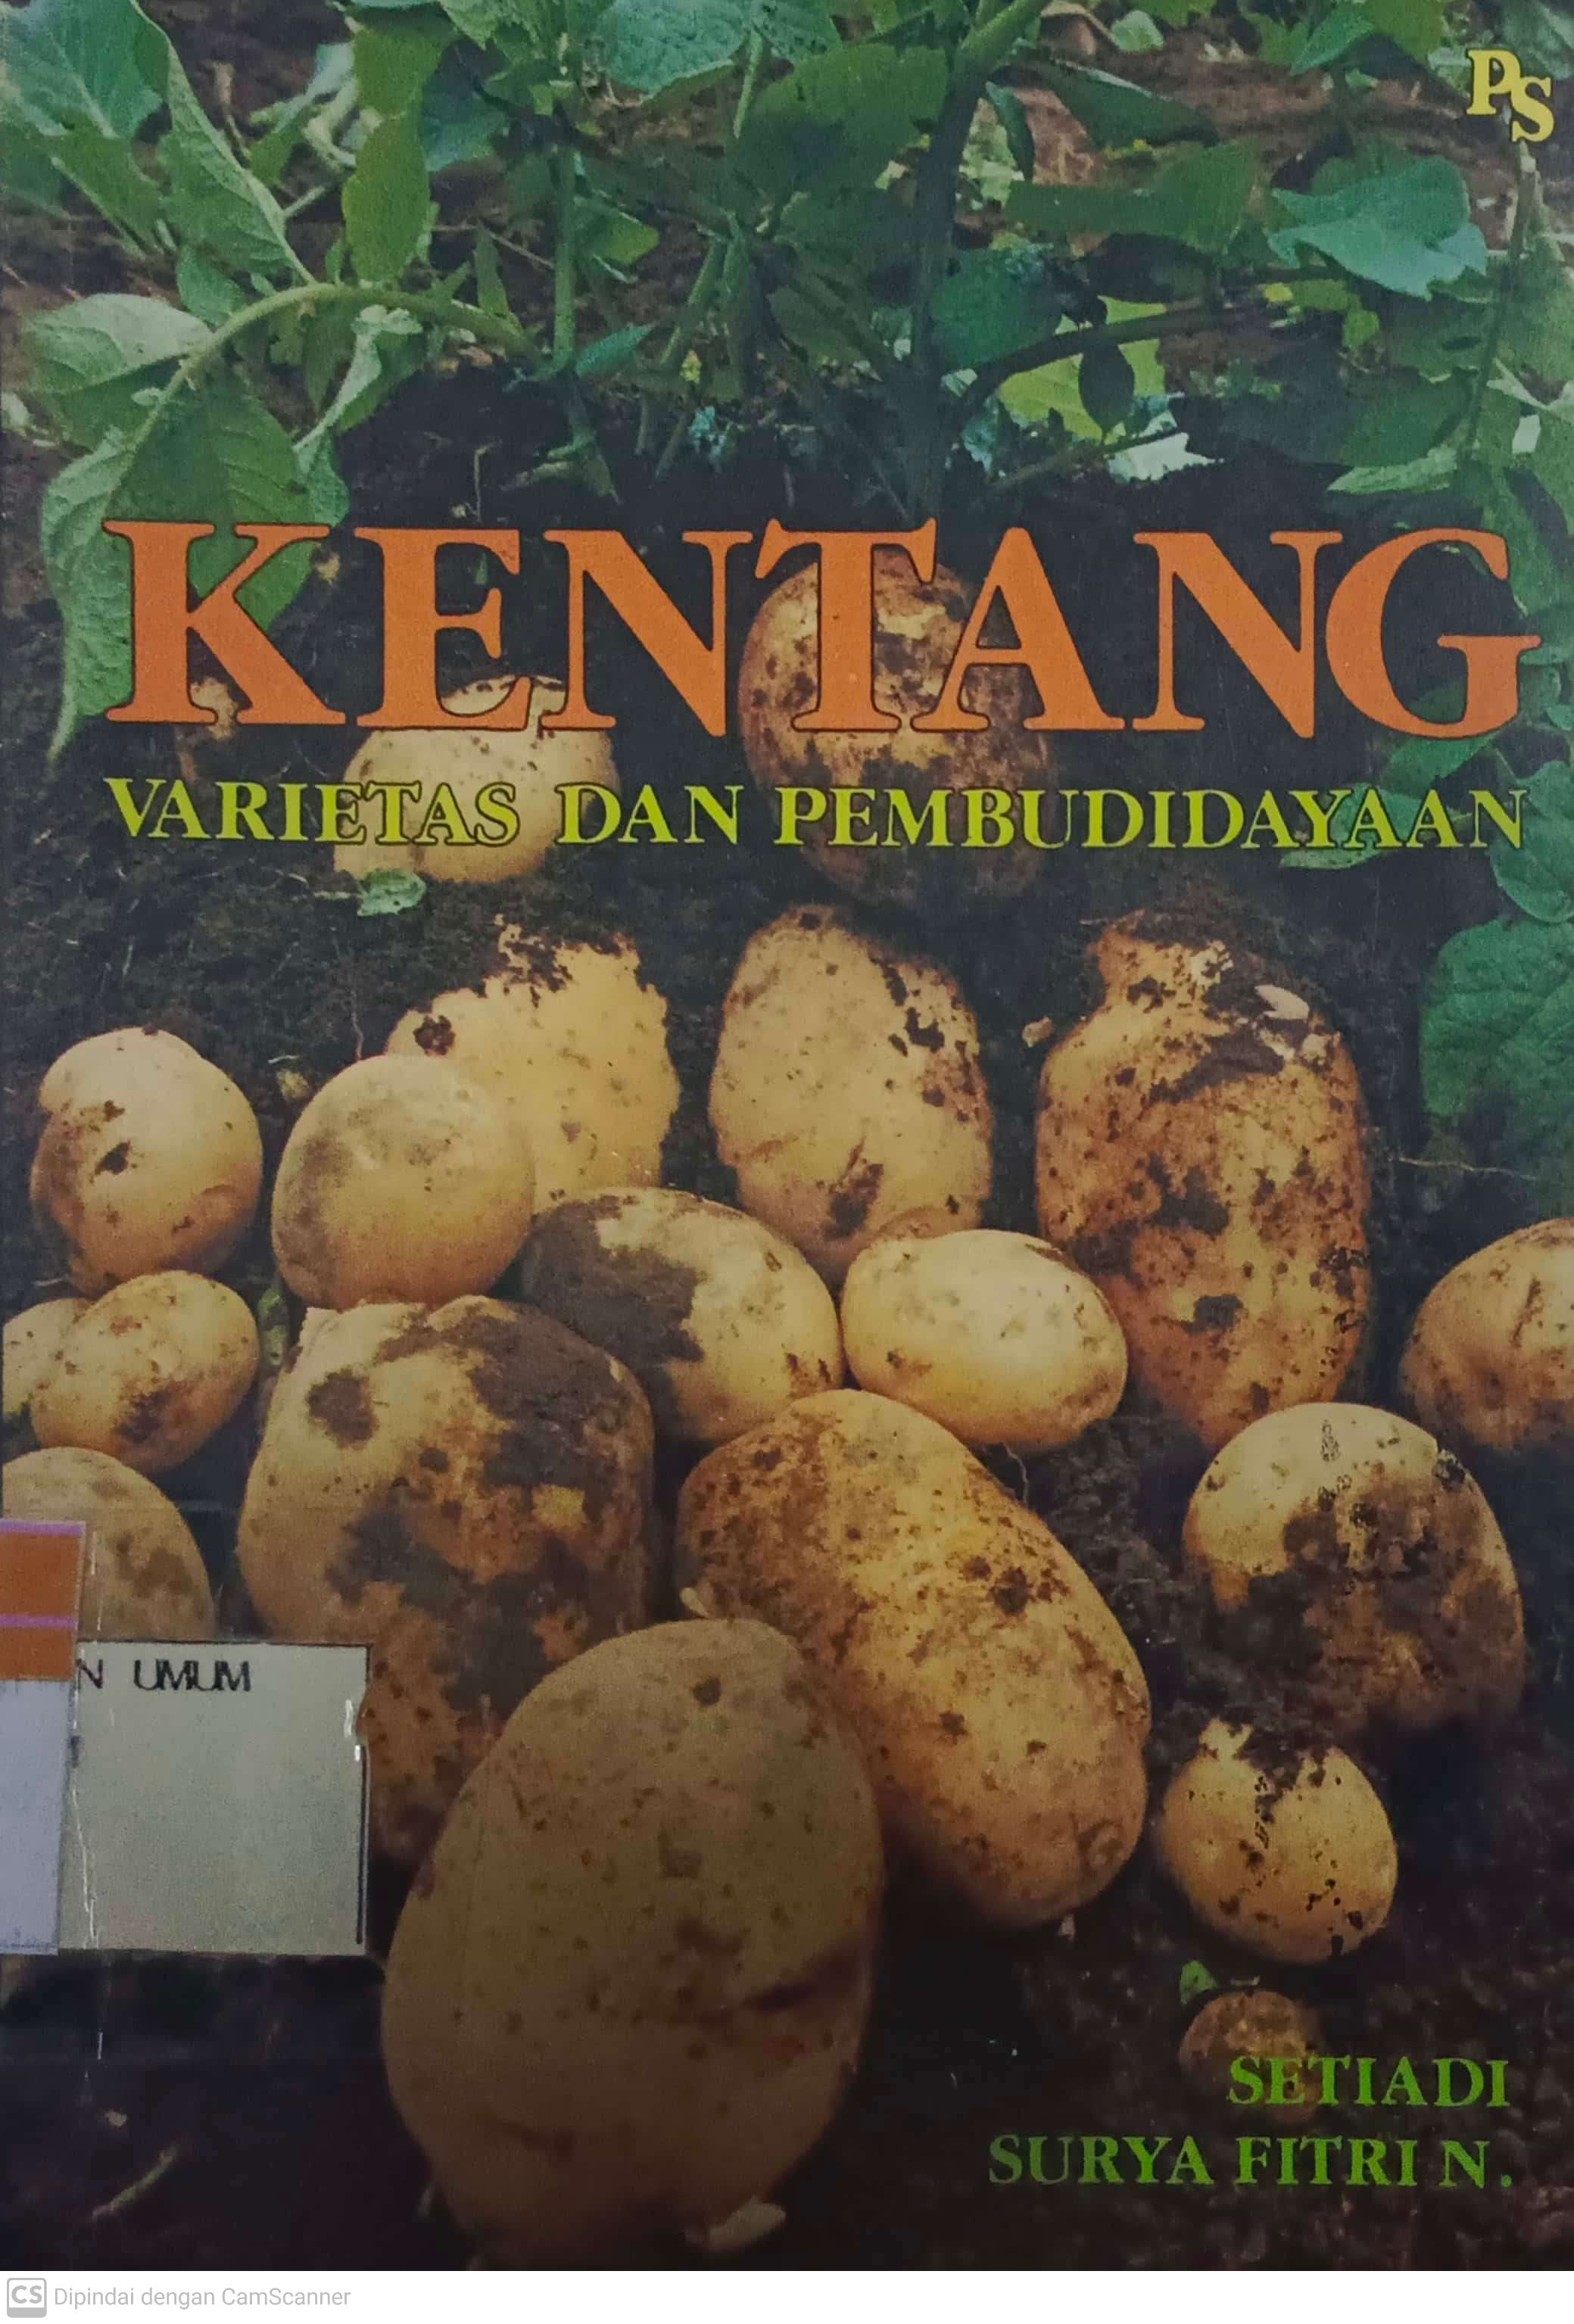 PS
KENTANG
VARIETAS DAN PEMBUDIDAYAAN
N UMUM
SETIADI
SURYA FITRI N.
CS Dipindai dengan CamScanner